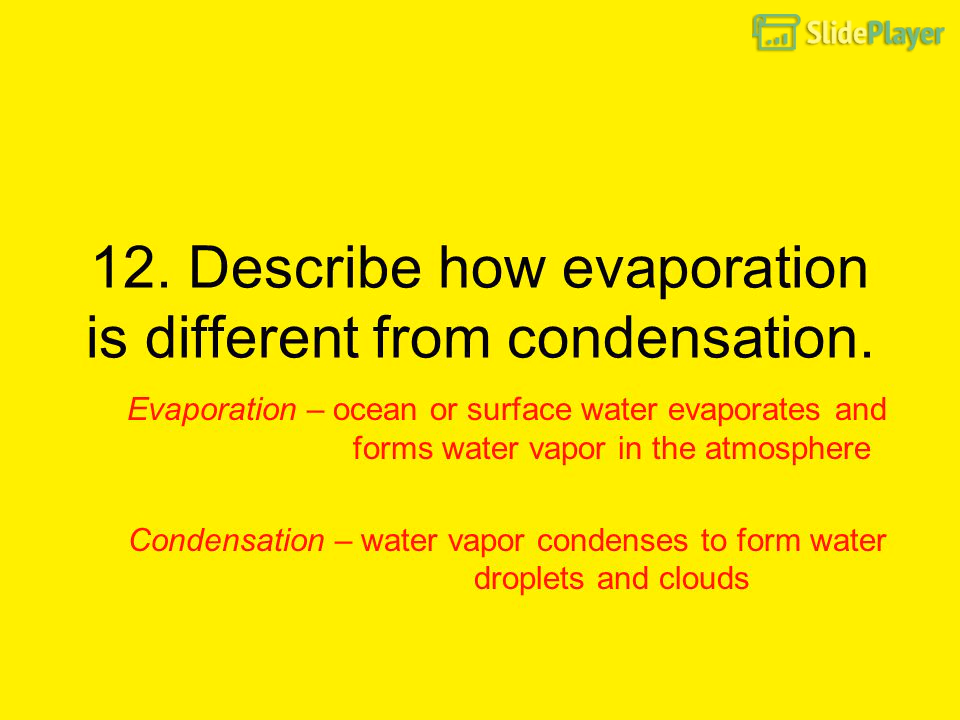 SlidePlayer
12. Describe how evaporation
is different from condensation.
Evaporation – ocean or surface water evaporates and
forms water vapor in the atmosphere
Condensation – water vapor condenses to form water
droplets and clouds